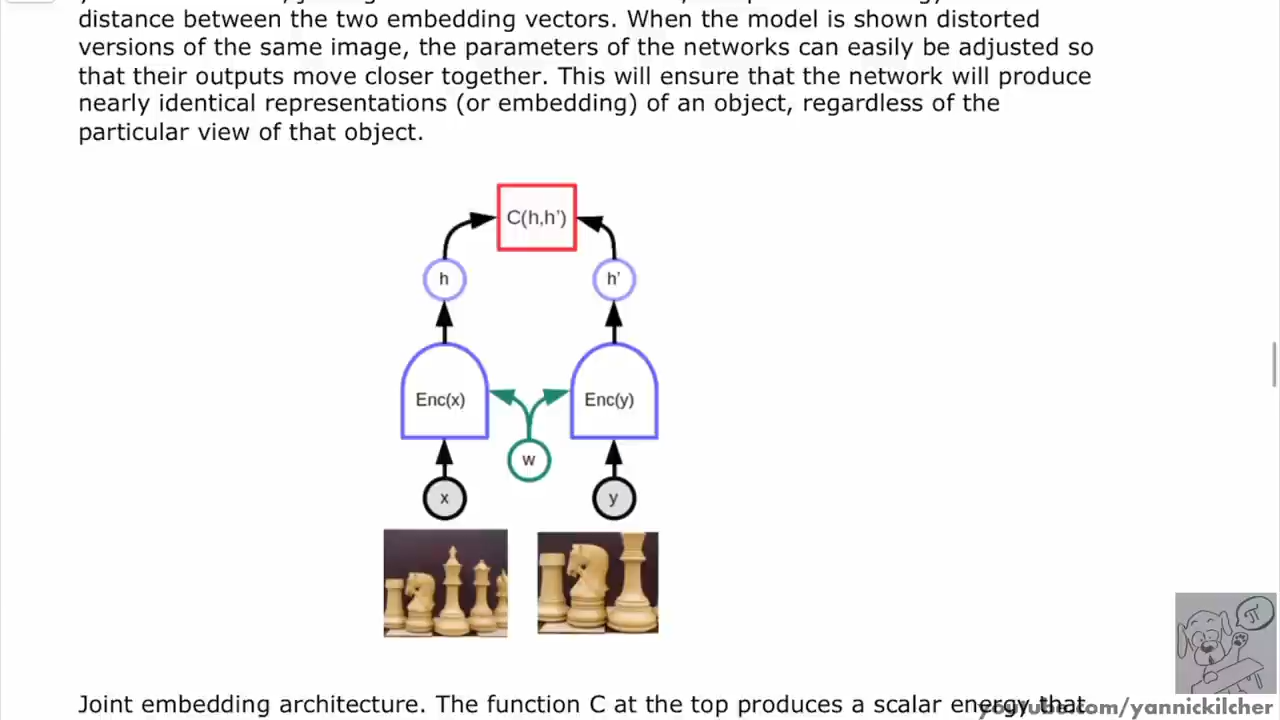 distance between the two embedding vectors. When the model is shown distorted
versions of the same image, the parameters of the networks can easily be adjusted so
that their outputs move closer together. This will ensure that the network will produce
nearly identical representations (or embedding) of an object, regardless of the
particular view of that object.
C(h,h')
h h'
Enc(x) Enc(y)
w
x y
π
Joint embedding architecture. The function C at the top produces a scalar energy that
youtube.com/yannickilcher